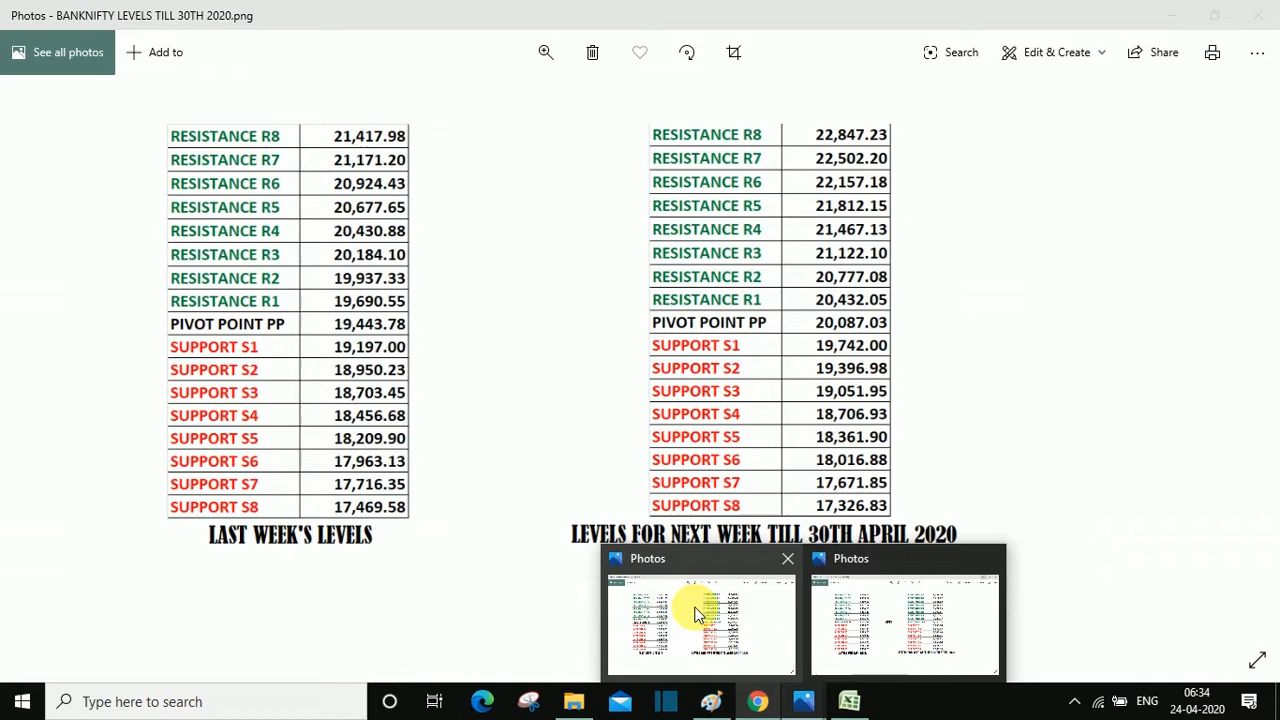 Photos - BANKNIFTY LEVELS TILL 30TH 2020.png
See all photos
Add to
Search
Edit & Create
Share
RESISTANCE R8 21,417.98
RESISTANCE R7 21,171.20
RESISTANCE R6 20,924.43
RESISTANCE R5 20,677.65
RESISTANCE R4 20,430.88
RESISTANCE R3 20,184.10
RESISTANCE R2 19,937.33
RESISTANCE R1 19,690.55
PIVOT POINT PP 19,443.78
SUPPORT S1 19,197.00
SUPPORT S2 18,950.23
SUPPORT S3 18,703.45
SUPPORT S4 18,456.68
SUPPORT S5 18,209.90
SUPPORT S6 17,963.13
SUPPORT S7 17,716.35
SUPPORT S8 17,469.58
LAST WEEK'S LEVELS
RESISTANCE R8 22,847.23
RESISTANCE R7 22,502.20
RESISTANCE R6 22,157.18
RESISTANCE R5 21,812.15
RESISTANCE R4 21,467.13
RESISTANCE R3 21,122.10
RESISTANCE R2 20,777.08
RESISTANCE R1 20,432.05
PIVOT POINT PP 20,087.03
SUPPORT S1 19,742.00
SUPPORT S2 19,396.98
SUPPORT S3 19,051.95
SUPPORT S4 18,706.93
SUPPORT S5 18,361.90
SUPPORT S6 18,016.88
SUPPORT S7 17,671.85
SUPPORT S8 17,326.83
LEVELS FOR NEXT WEEK TILL 30TH APRIL 2020
Photos
Photos
Type here to search
ENG
06:34
24-04-2020